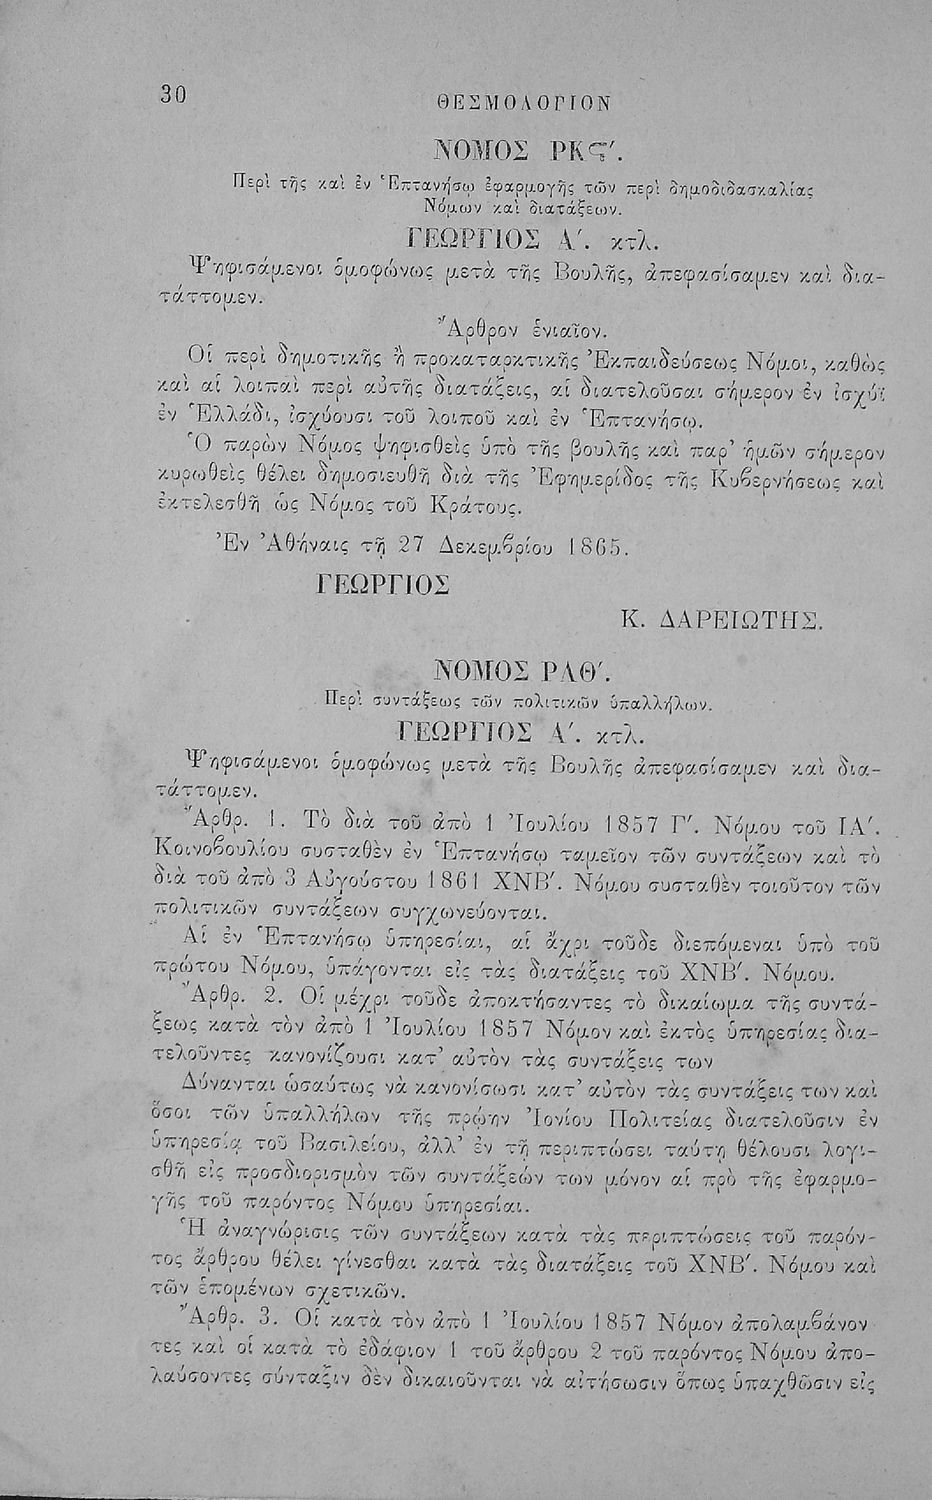 30
ΘΕΣΜΟΛΟΓΙΟΝ
ΝΟΜΟΣ ΡΚϚ′.
Περὶ τῆς καὶ ἐν Ἑπτανήσῳ ἐφαρμογῆς τῶν περὶ δημοδιδασκαλίας
Νόμων καὶ διατάξεων.
ΓΕΩΡΓΙΟΣ Α′. κτλ.
Ψηφισάμενοι ὁμοφώνως μετὰ τῆς Βουλῆς, ἀπεφασίσαμεν καὶ δια-
τάττομεν.
Ἄρθρον ἑνιαῖον.
Οἱ περὶ δημοτικῆς ἢ προκαταρκτικῆς Ἐκπαιδεύσεως Νόμοι, καθὼς
καὶ αἱ λοιπαὶ περὶ αὐτῆς διατάξεις, αἱ διατελοῦσαι σήμερον ἐν ἰσχύϊ
ἐν Ἑλλάδι, ἰσχύουσι τοῦ λοιποῦ καὶ ἐν Ἑπτανήσῳ.
Ὁ παρὼν Νόμος ψηφισθεὶς ὑπὸ τῆς βουλῆς καὶ παρ’ ἡμῶν σήμερον
κυρωθεὶς θέλει δημοσιευθῆ διὰ τῆς Ἐφημερίδος τῆς Κυβερνήσεως καὶ
ἐκτελεσθῆ ὡς Νόμος τοῦ Κράτους.
Ἐν Ἀθήναις τῇ 27 Δεκεμβρίου 1865.
ΓΕΩΡΓΙΟΣ
Κ. ΔΑΡΕΙΩΤΗΣ.
ΝΟΜΟΣ ΡΛΘ′.
Περὶ συντάξεως τῶν πολιτικῶν ὑπαλλήλων.
ΓΕΩΡΓΙΟΣ Α′. κτλ.
Ψηφισάμενοι ὁμοφώνως μετὰ τῆς Βουλῆς ἀπεφασίσαμεν καὶ δια-
τάττομεν.
Ἄρθρ. 1. Τὸ διὰ τοῦ ἀπὸ 1 Ἰουλίου 1857 Γ′. Νόμου τοῦ ΙΑ′.
Κοινοβουλίου συσταθὲν ἐν Ἑπτανήσῳ ταμεῖον τῶν συντάξεων καὶ τὸ
διὰ τοῦ ἀπὸ 3 Αὐγούστου 1861 ΧΝΒ′. Νόμου συσταθὲν τοιοῦτον τῶν
πολιτικῶν συντάξεων συγχωνεύονται.
Αἱ ἐν Ἑπτανήσῳ ὑπηρεσίαι, αἱ ἄχρι τοῦδε διεπόμεναι ὑπὸ τοῦ
πρώτου Νόμου, ὑπάγονται εἰς τὰς διατάξεις τοῦ ΧΝΒ′. Νόμου.
Ἄρθρ. 2. Οἱ μέχρι τοῦδε ἀποκτήσαντες τὸ δικαίωμα τῆς συντά-
ξεως κατὰ τὸν ἀπὸ 1 Ἰουλίου 1857 Νόμον καὶ ἐκτὸς ὑπηρεσίας δια-
τελοῦντες κανονίζουσι κατ’ αὐτὸν τὰς συντάξεις των
Δύνανται ὡσαύτως νὰ κανονίσωσι κατ’ αὐτὸν τὰς συντάξεις των καὶ
ὅσοι τῶν ὑπαλλήλων τῆς πρῴην Ἰονίου Πολιτείας διατελοῦσιν ἐν
ὑπηρεσίᾳ τοῦ Βασιλείου, ἀλλ’ ἐν τῇ περιπτώσει ταύτῃ θέλουσι λογι-
σθῆ εἰς προσδιορισμὸν τῶν συντάξεών των μόνον αἱ πρὸ τῆς ἐφαρμο-
γῆς τοῦ παρόντος Νόμου ὑπηρεσίαι.
Ἡ ἀναγνώρισις τῶν συντάξεων κατὰ τὰς περιπτώσεις τοῦ παρόν-
τος ἄρθρου θέλει γίνεσθαι κατὰ τὰς διατάξεις τοῦ ΧΝΒ′. Νόμου καὶ
τῶν ἑπομένων σχετικῶν.
Ἄρθρ. 3. Οἱ κατὰ τὸν ἀπὸ 1 Ἰουλίου 1857 Νόμον ἀπολαμβάνον
τες καὶ οἱ κατὰ τὸ ἐδάφιον 1 τοῦ ἄρθρου 2 τοῦ παρόντος Νόμου ἀπο-
λαύσοντες σύνταξιν δὲν δικαιοῦνται νὰ αἰτήσωσιν ὅπως ὑπαχθῶσιν εἰς